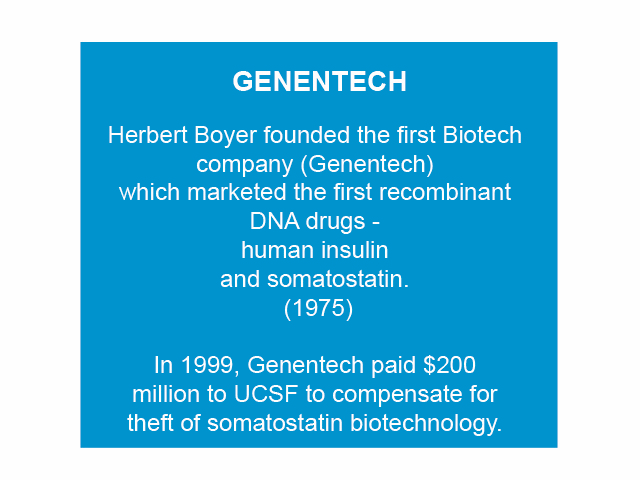 GENENTECH
Herbert Boyer founded the first Biotech
company (Genentech)
which marketed the first recombinant
DNA drugs -
human insulin
and somatostatin.
(1975)
In 1999, Genentech paid $200
million to UCSF to compensate for
theft of somatostatin biotechnology.